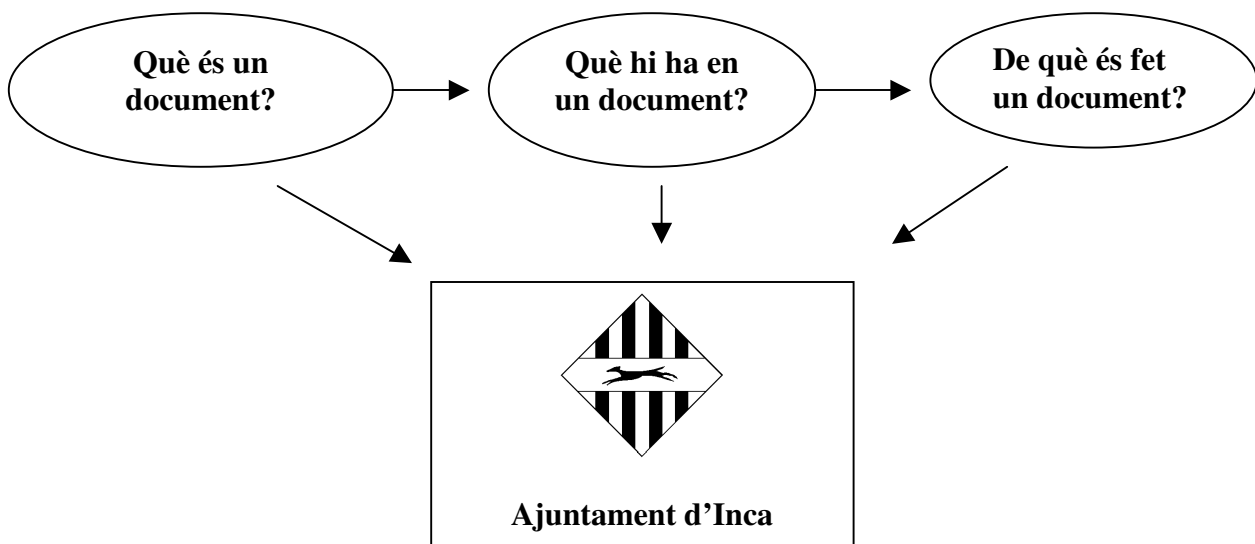 Què és un
document?
Què hi ha en
un document?
De què és fet
un document?
Ajuntament d’Inca